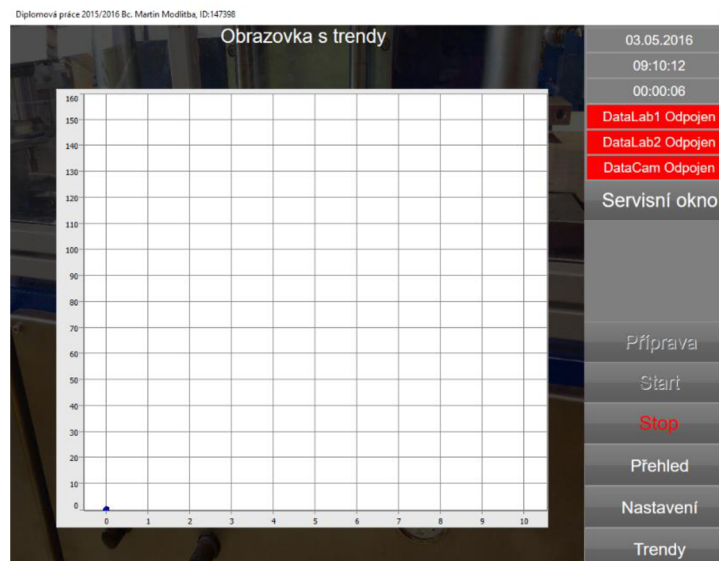 Diplomová práce 2015/2016 Bc. Martin Modlitba, ID:147398
Obrazovka s trendy
160
150
140
130
120
110
100
90
80
70
60
50
40
30
20
10
0
0 1 2 3 4 5 6 7 8 9 10
03.05.2016
09:10:12
00:00:06
DataLab1 Odpojen
DataLab2 Odpojen
DataCam Odpojen
Servisní okno
Příprava
Start
Stop
Přehled
Nastavení
Trendy